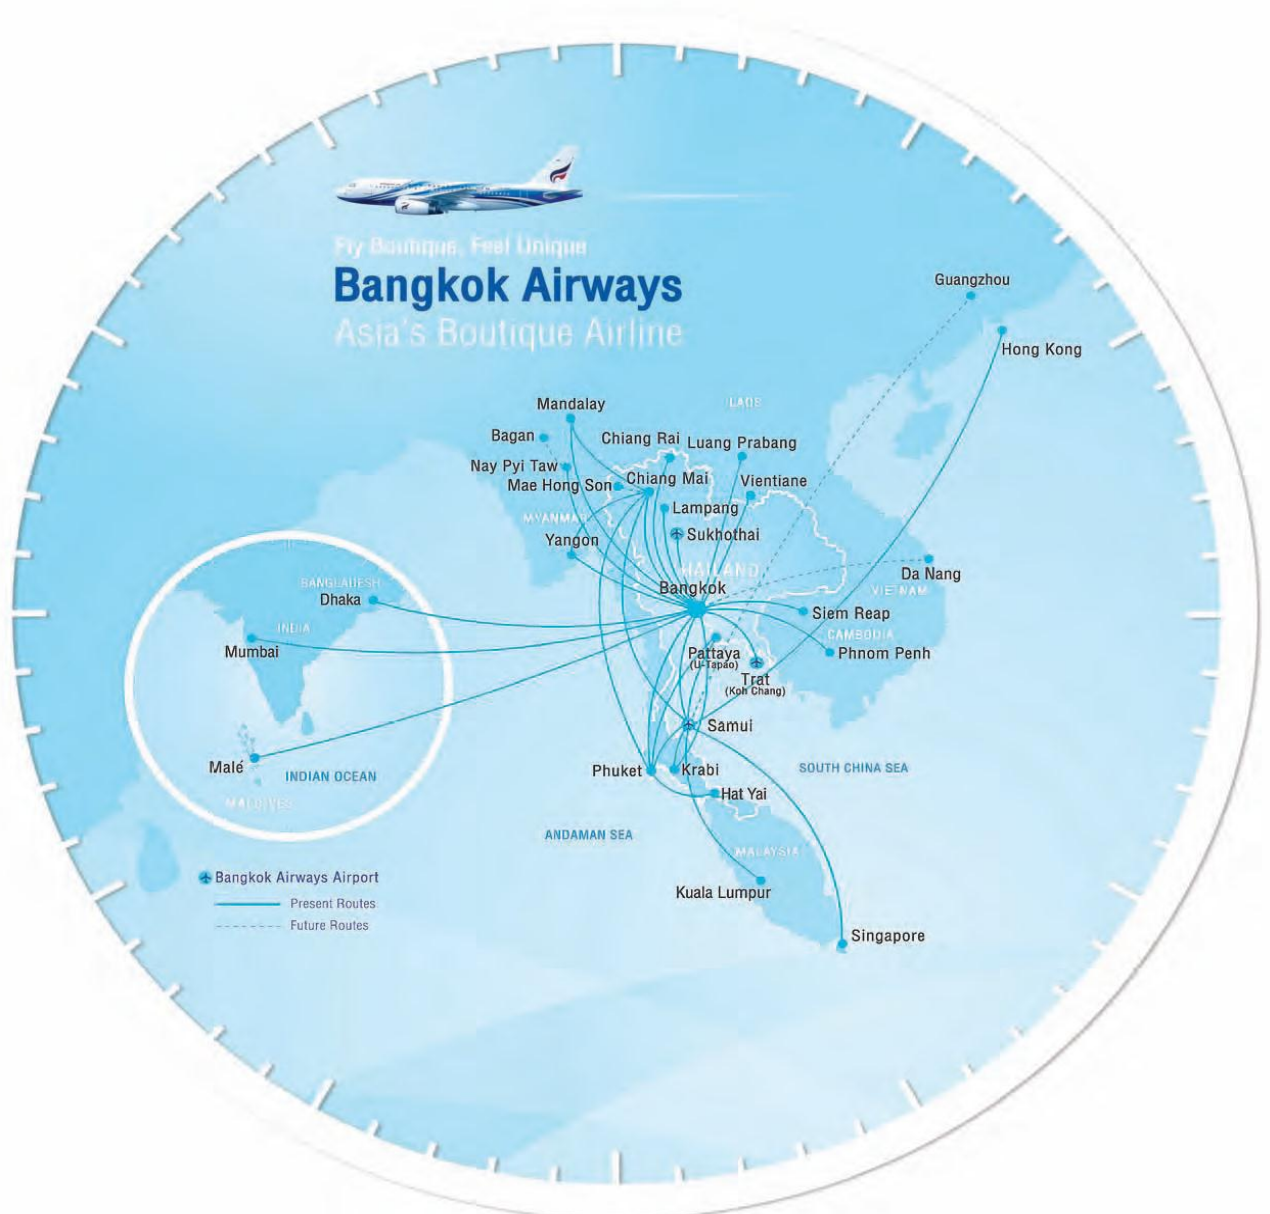 Fly Boutique, Feel Unique
Bangkok Airways
Asia's Boutique Airline
Guangzhou
Hong Kong
Mandalay
LAOS
Bagan
Chiang Rai
Luang Prabang
Nay Pyi Taw
Mae Hong Son
Chiang Mai
Vientiane
Lampang
MYANMAR
Sukhothai
Yangon
THAILAND
Da Nang
BANGLADESH
Bangkok
VIETNAM
Dhaka
Siem Reap
INDIA
CAMBODIA
Mumbai
Pattaya
(U-Tapao)
Phnom Penh
Trat
(Koh Chang)
Samui
Malé
INDIAN OCEAN
Phuket
Krabi
SOUTH CHINA SEA
MALDIVES
Hat Yai
ANDAMAN SEA
MALAYSIA
Bangkok Airways Airport
Kuala Lumpur
Present Routes
Future Routes
Singapore